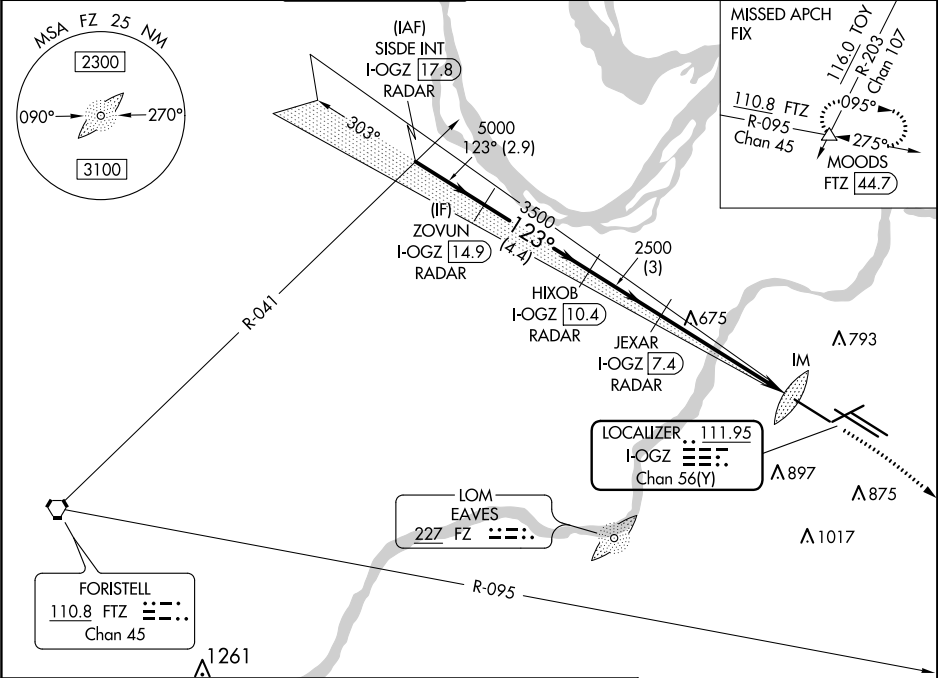 MSA FZ 25 NM
2300
090°
270°
3100
(IAF)
SISDE INT
I-OGZ 17.8
RADAR
303°
5000
123° (2.9)
(IF)
ZOVUN
I-OGZ 14.9
RADAR
3500
123°
(4.4)
2500
(3)
HIXOB
I-OGZ 10.4
RADAR
JEXAR
I-OGZ 7.4
RADAR
675
793
IM
LOCALIZER 111.95
I-OGZ
Chan 56(Y)
897
875
1017
LOM
EAVES
227 FZ
R-041
R-095
FORISTELL
110.8 FTZ
Chan 45
1261
MISSED APCH
FIX
116.0 TOY
R-203
Chan 107
110.8 FTZ
R-095
Chan 45
095°
275°
MOODS
FTZ 44.7